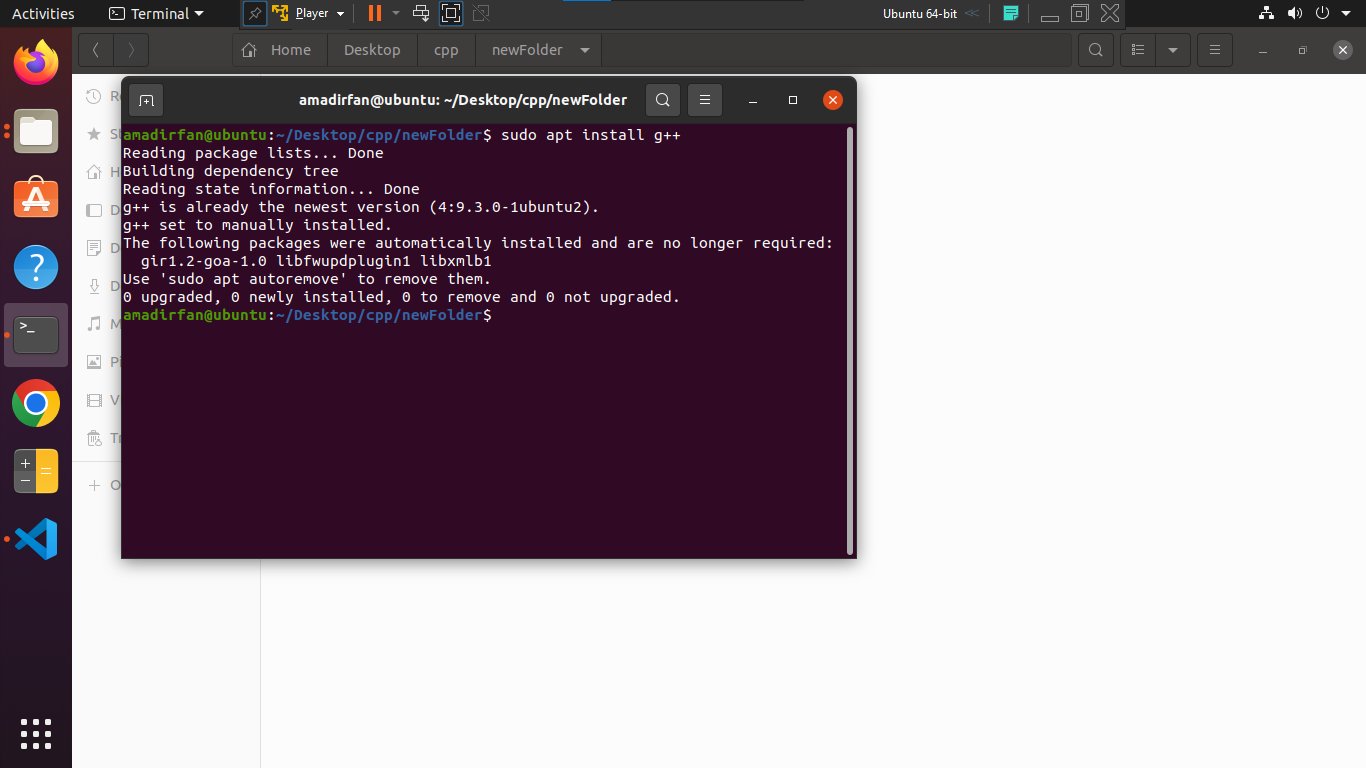 Activities
Terminal
Player
Ubuntu 64-bit
Home
Desktop
cpp
newFolder
amadirfan@ubuntu: ~/Desktop/cpp/newFolder
amadirfan@ubuntu:~/Desktop/cpp/newFolder$ sudo apt install g++
Reading package lists... Done
Building dependency tree
Reading state information... Done
g++ is already the newest version (4:9.3.0-1ubuntu2).
g++ set to manually installed.
The following packages were automatically installed and are no longer required:
gir1.2-goa-1.0 libfwupdplugin1 libxmlb1
Use 'sudo apt autoremove' to remove them.
0 upgraded, 0 newly installed, 0 to remove and 0 not upgraded.
amadirfan@ubuntu:~/Desktop/cpp/newFolder$